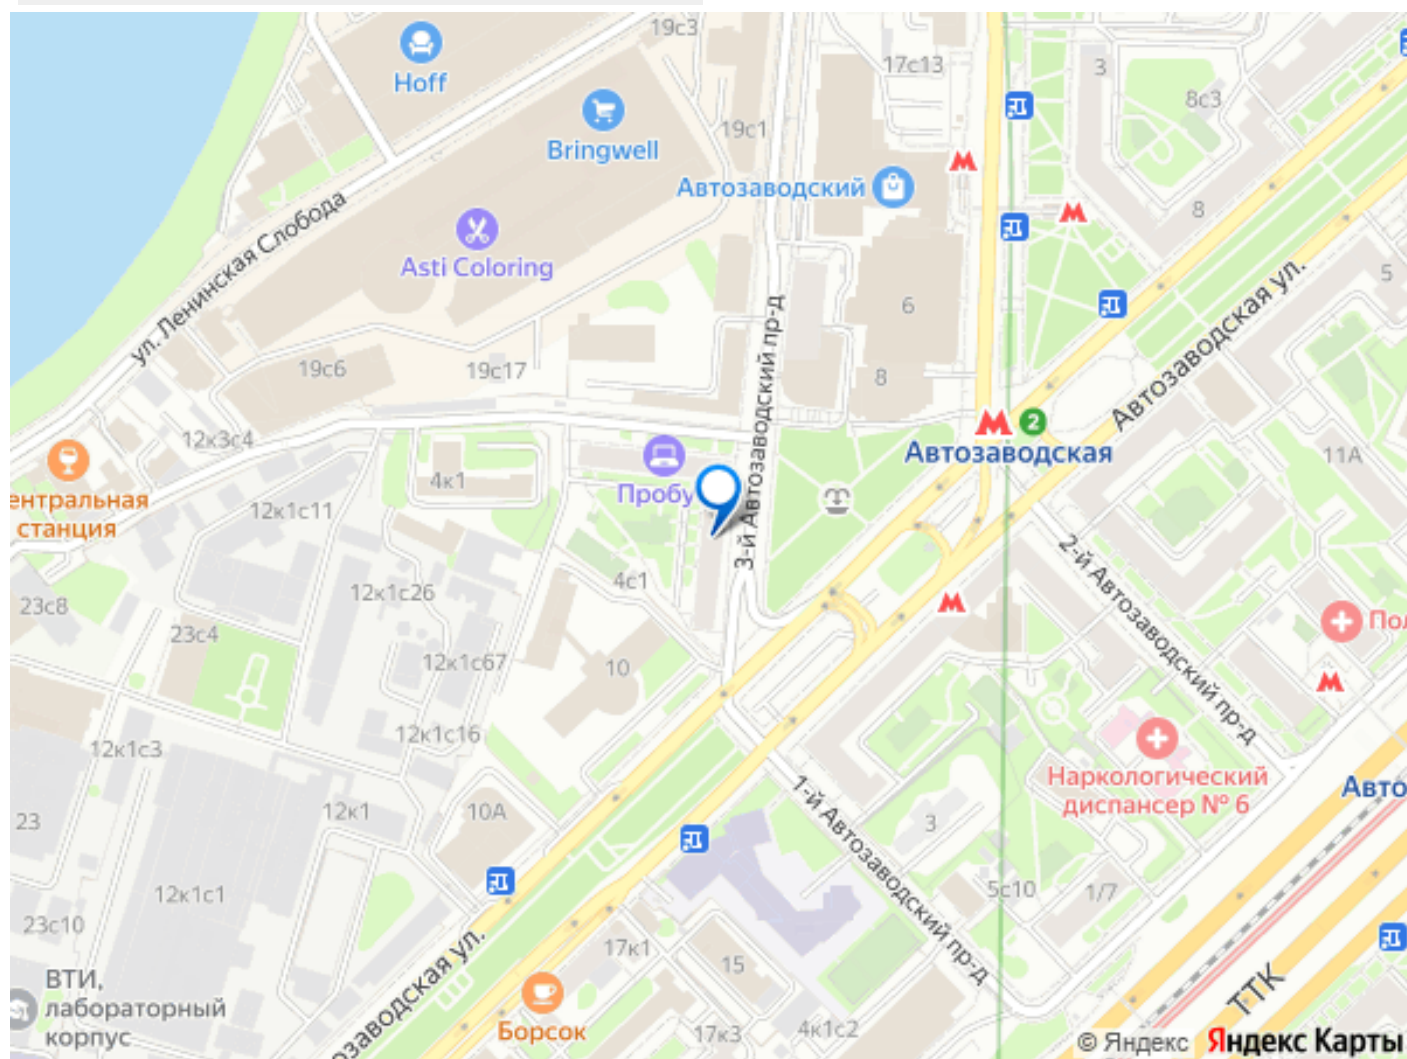 19с3
17с13
3
8с3
Hoff
Bringwell
19с1
Автозаводский
8
ул. Ленинская Слобода
Asti Coloring
5
6
3-й Автозаводский пр-д
Автозаводская ул.
19с6
19с17
8
12к3с4
2
Автозаводская
11А
4к1
Пробу
ентральная
станция
12к1с11
2-й Автозаводский пр-д
23с8
12к1с26
4с1
23с4
Пол
12к1с67
10
12к1с16
12к1с3
Наркологический
диспансер № 6
Авто
1-й Автозаводский пр-д
23
12к1
10А
3
12к1с1
5с10
1/7
23с10
17к1
15
ВТИ,
лабораторный
корпус
озаводская ул.
Борсок
17к3
4к1с2
ТТК
© Яндекс Яндекс Карты